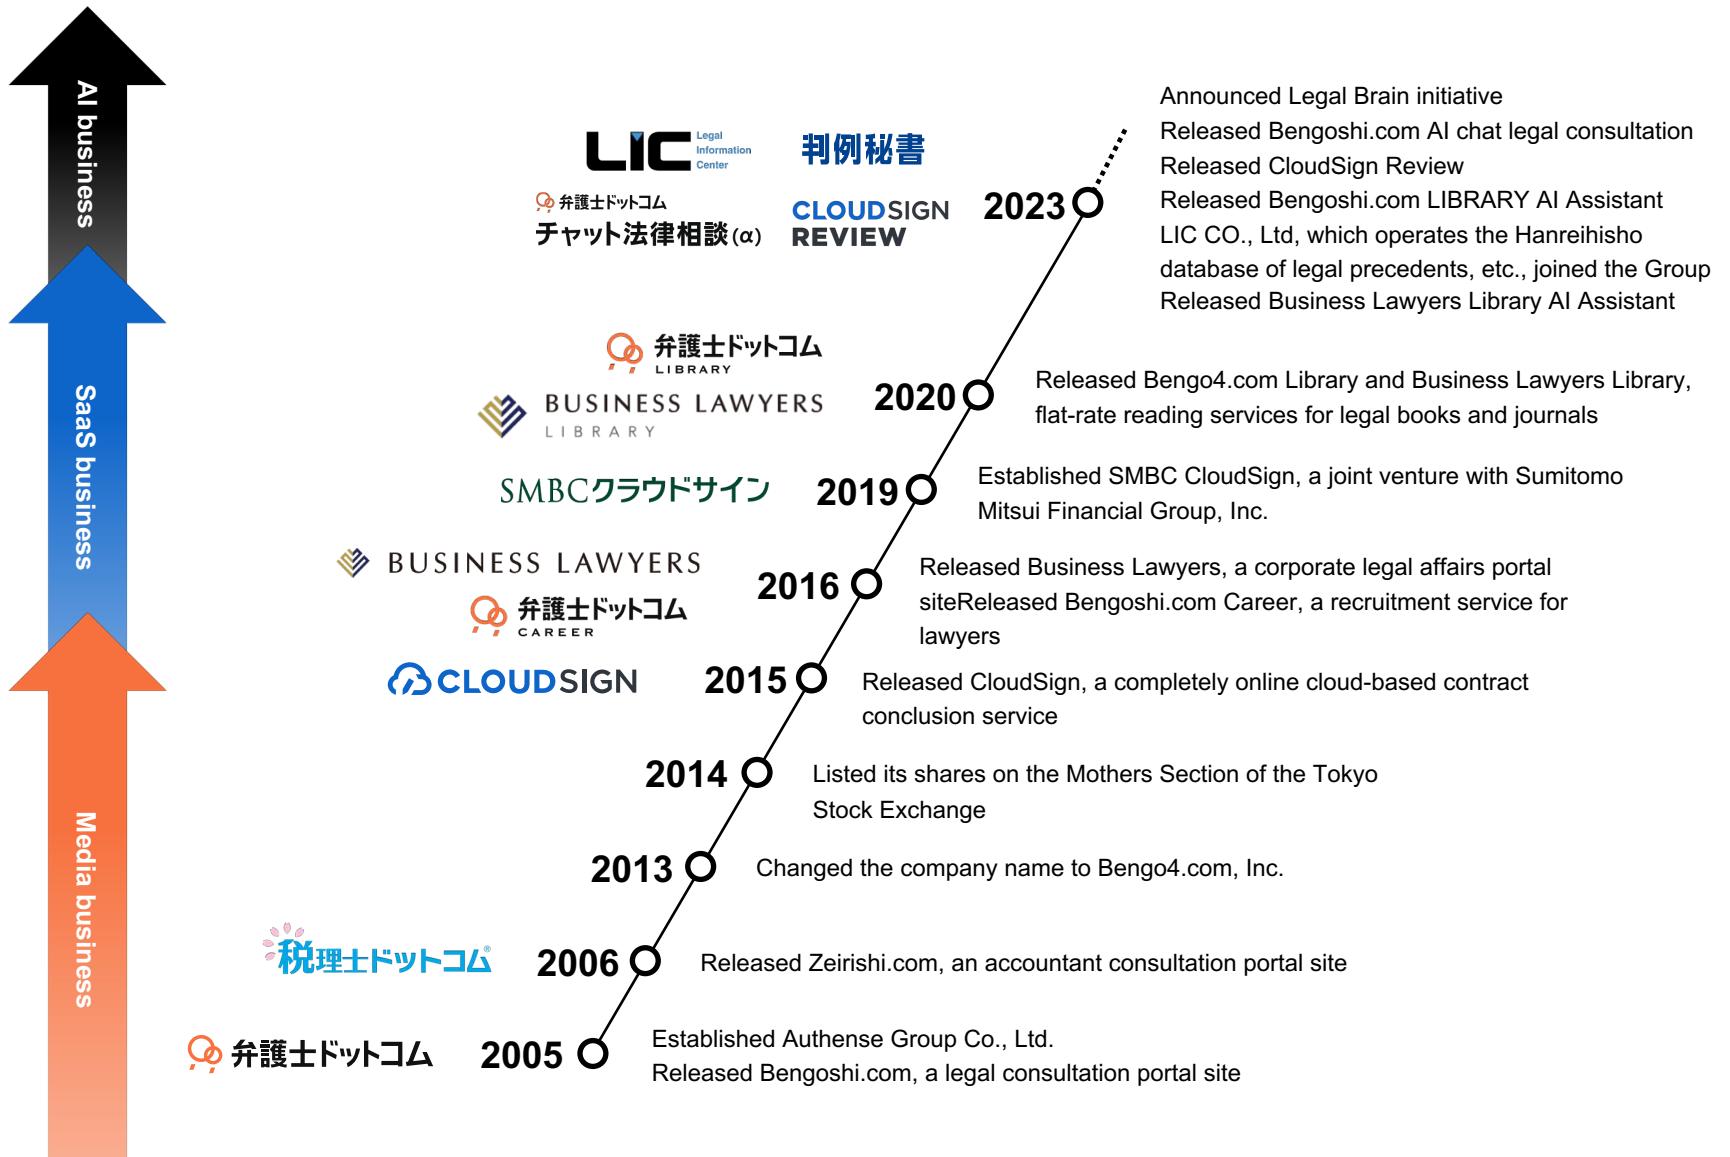 AI business
SaaS business
Media business
LIC Legal
Information
Center
判例秘書
弁護士ドットコム
チャット法律相談(α)
CLOUDSIGN
REVIEW
2023
Announced Legal Brain initiative
Released Bengoshi.com AI chat legal consultation
Released CloudSign Review
Released Bengoshi.com LIBRARY AI Assistant
LIC CO., Ltd, which operates the Hanreihisho
database of legal precedents, etc., joined the Group
Released Business Lawyers Library AI Assistant
弁護士ドットコム
LIBRARY
BUSINESS LAWYERS
LIBRARY
2020
Released Bengo4.com Library and Business Lawyers Library,
flat-rate reading services for legal books and journals
SMBCクラウドサイン
2019
Established SMBC CloudSign, a joint venture with Sumitomo
Mitsui Financial Group, Inc.
BUSINESS LAWYERS
弁護士ドットコム
CAREER
2016
Released Business Lawyers, a corporate legal affairs portal
siteReleased Bengoshi.com Career, a recruitment service for
lawyers
CLOUDSIGN
2015
Released CloudSign, a completely online cloud-based contract
conclusion service
2014
Listed its shares on the Mothers Section of the Tokyo
Stock Exchange
2013
Changed the company name to Bengo4.com, Inc.
税理士ドットコム®
2006
Released Zeirishi.com, an accountant consultation portal site
弁護士ドットコム
2005
Established Authense Group Co., Ltd.
Released Bengoshi.com, a legal consultation portal site